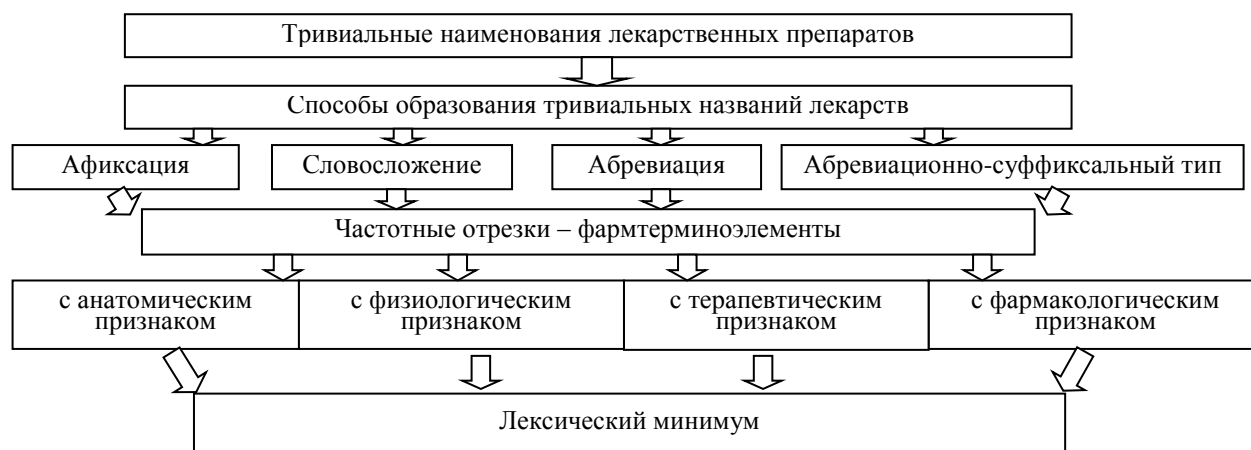 Тривиальные наименования лекарственных препаратов
Способы образования тривиальных названий лекарств
Афиксация
Словосложение
Абревиация
Абревиационно-суффиксальный тип
Частотные отрезки – фармтерминоэлементы
с анатомическим
признаком
с физиологическим
признаком
с терапевтическим
признаком
с фармакологическим
признаком
Лексический минимум